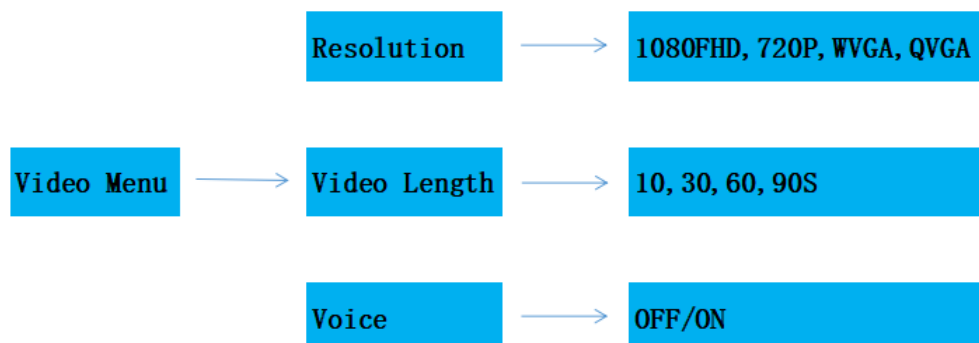 Resolution
1080FHD,720P,WVGA,QVGA
Video Menu
Video Length
10,30,60,90S
Voice
OFF/ON